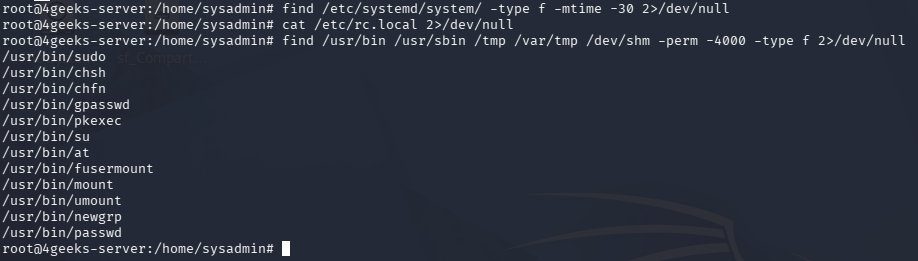 root@4geeks-server:/home/sysadmin# find /etc/systemd/system/ -type f -mtime -30 2>/dev/null
root@4geeks-server:/home/sysadmin# cat /etc/rc.local 2>/dev/null
root@4geeks-server:/home/sysadmin# find /usr/bin /usr/sbin /tmp /var/tmp /dev/shm -perm -4000 -type f 2>/dev/null
/usr/bin/sudo
sf_Compart...
/usr/bin/chsh
/usr/bin/chfn
/usr/bin/gpasswd
/usr/bin/pkexec
/usr/bin/su
/usr/bin/at
/usr/bin/fusermount
/usr/bin/mount
/usr/bin/umount
/usr/bin/newgrp
/usr/bin/passwd
root@4geeks-server:/home/sysadmin#